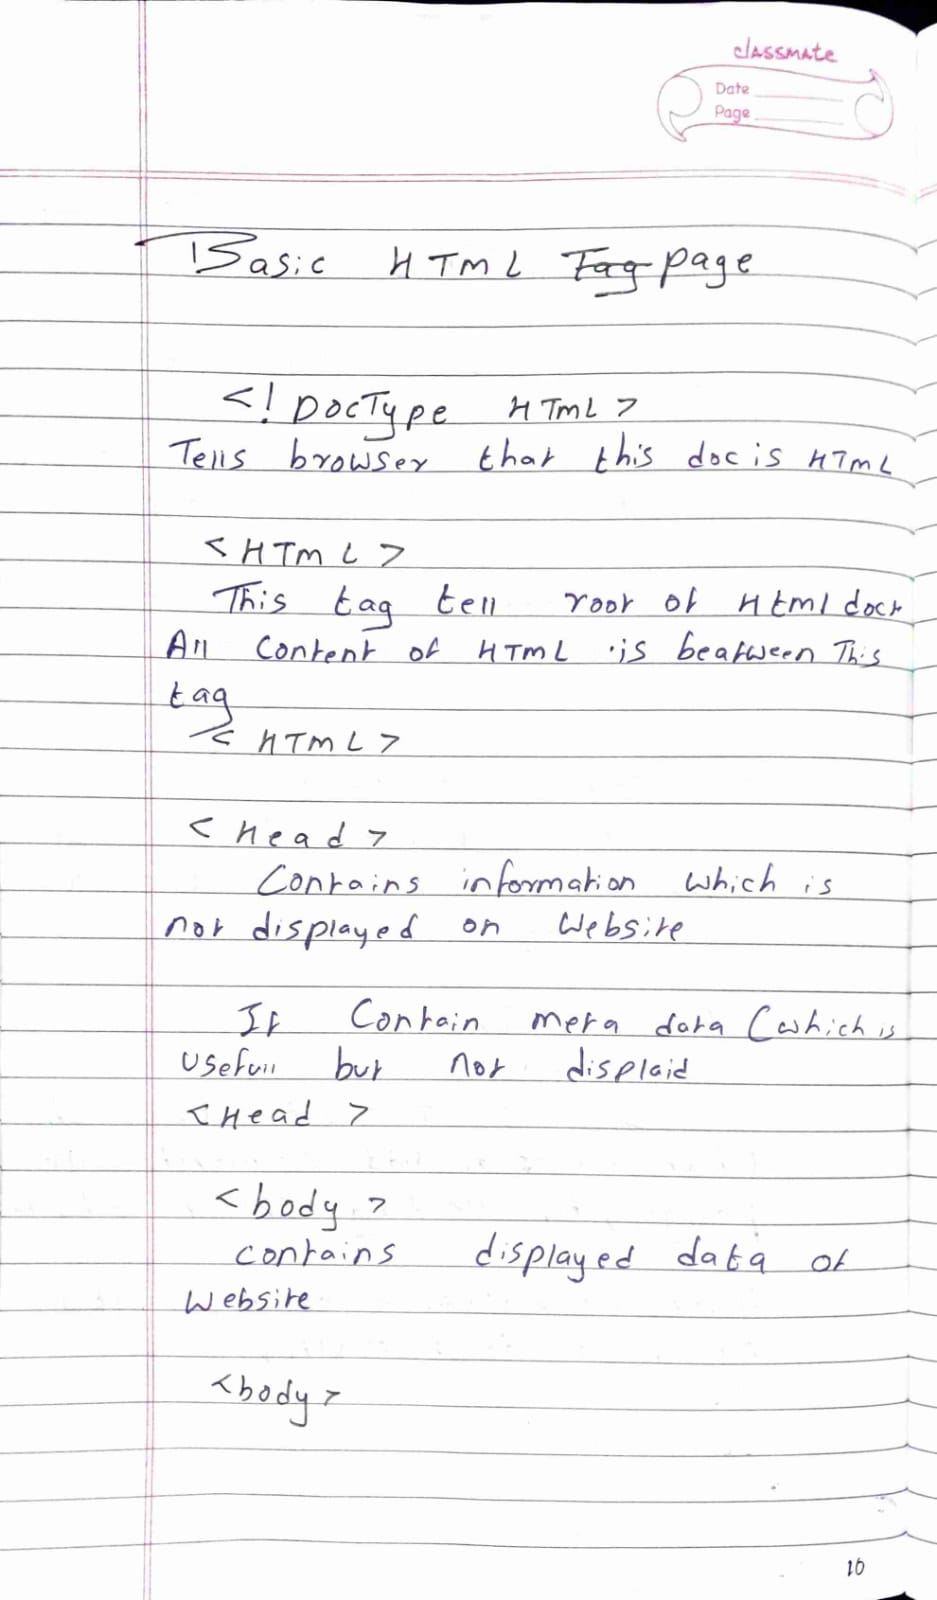 classmate
Date
Page
Basic HTML Tag page
<! DocType HTML>
Tells browser that this doc is HTML
<HTML>
This tag tell root of Html doct
All content of HTML is beatween This
tag
< HTML>
< Head >
Contains information which is
not displayed on Website
It Contain meta data (which is
Usefull but not displaid
<Head >
<body >
contains displayed data of
Website
<body>
10